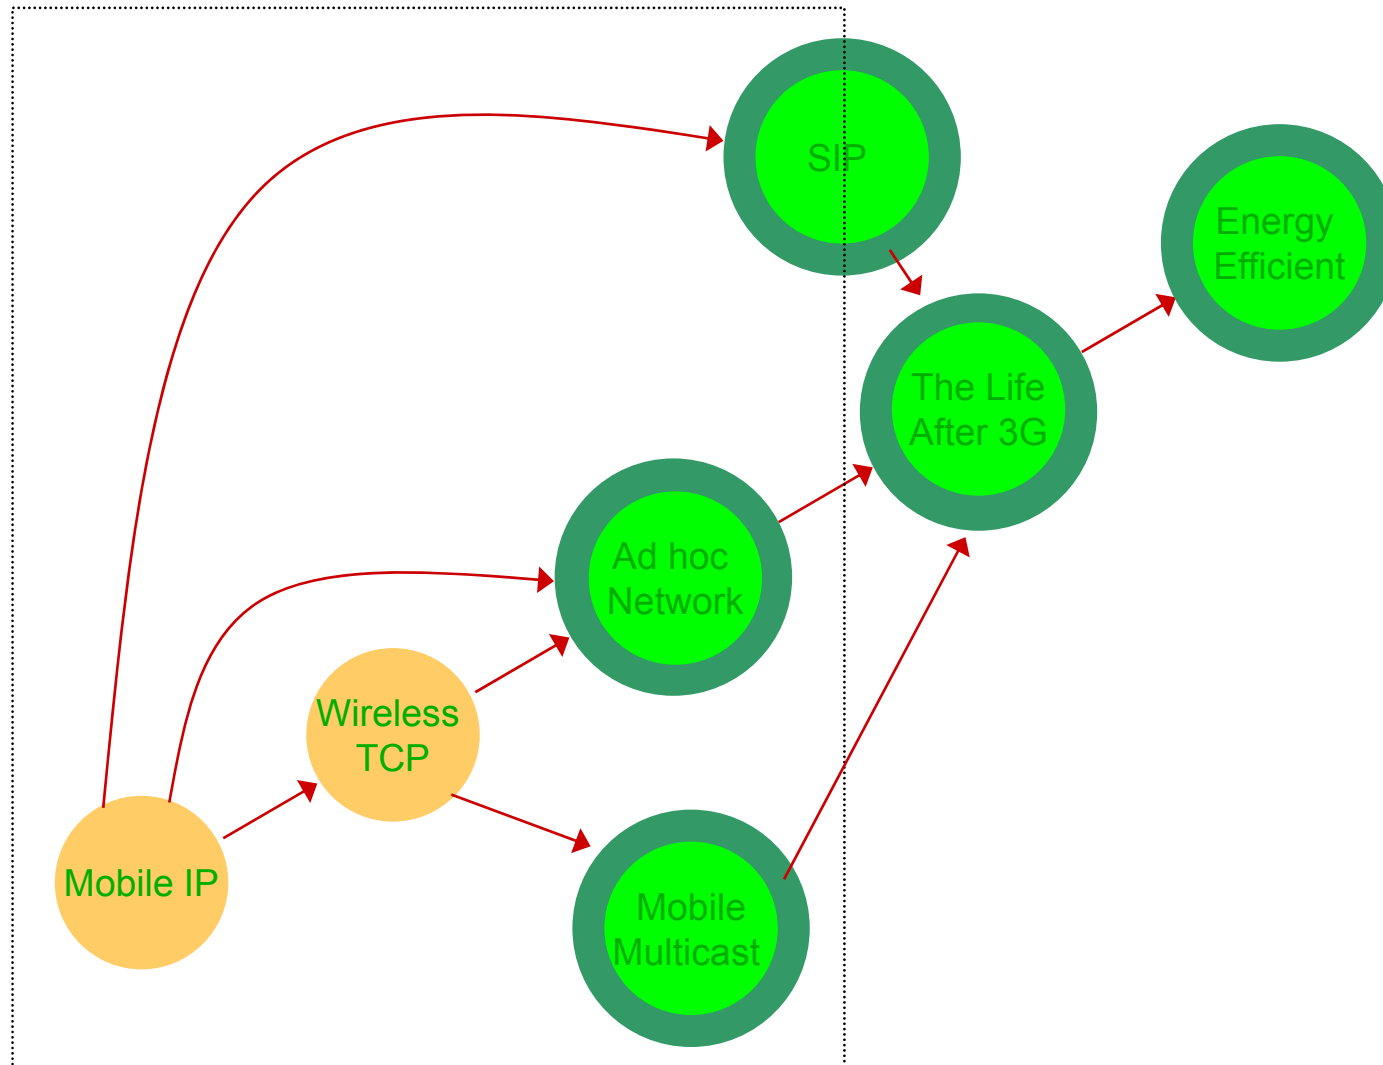 SIP
Energy
Efficient
The Life
After 3G
Ad hoc
Network
Wireless
TCP
Mobile IP
Mobile
Multicast